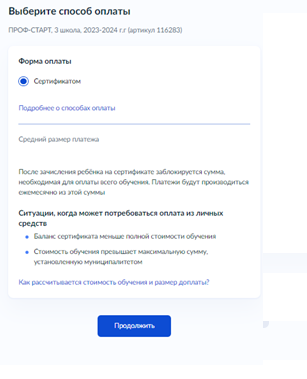 Выберите способ оплаты
ПРОФ-СТАРТ, 3 школа, 2023-2024 г.г (артикул 116283)
Форма оплаты
Сертификатом
Подробнее о способах оплаты
Средний размер платежа
После зачисления ребёнка на сертификате заблокируется сумма,
необходимая для оплаты всего обучения. Платежи будут производиться
ежемесячно из этой суммы
Ситуации, когда может потребоваться оплата из личных
средств
Баланс сертификата меньше полной стоимости обучения
Стоимость обучения превышает максимальную сумму,
установленную муниципалитетом
Как рассчитывается стоимость обучения и размер доплаты?
Продолжить